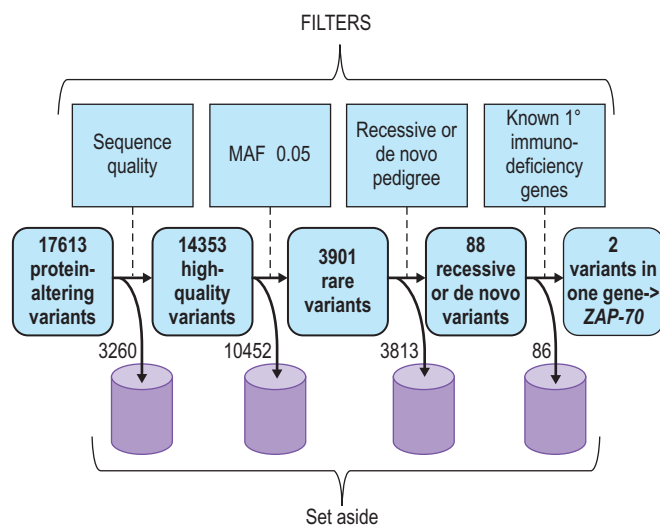 FILTERS
Sequence
quality
MAF 0.05
Recessive or
de novo
pedigree
Known 1°
immuno-
deficiency
genes
17613
protein-
altering
variants
14353
high-
quality
variants
3901
rare
variants
88
recessive
or de novo
variants
2
variants in
one gene->
ZAP-70
3260
10452
3813
86
Set aside